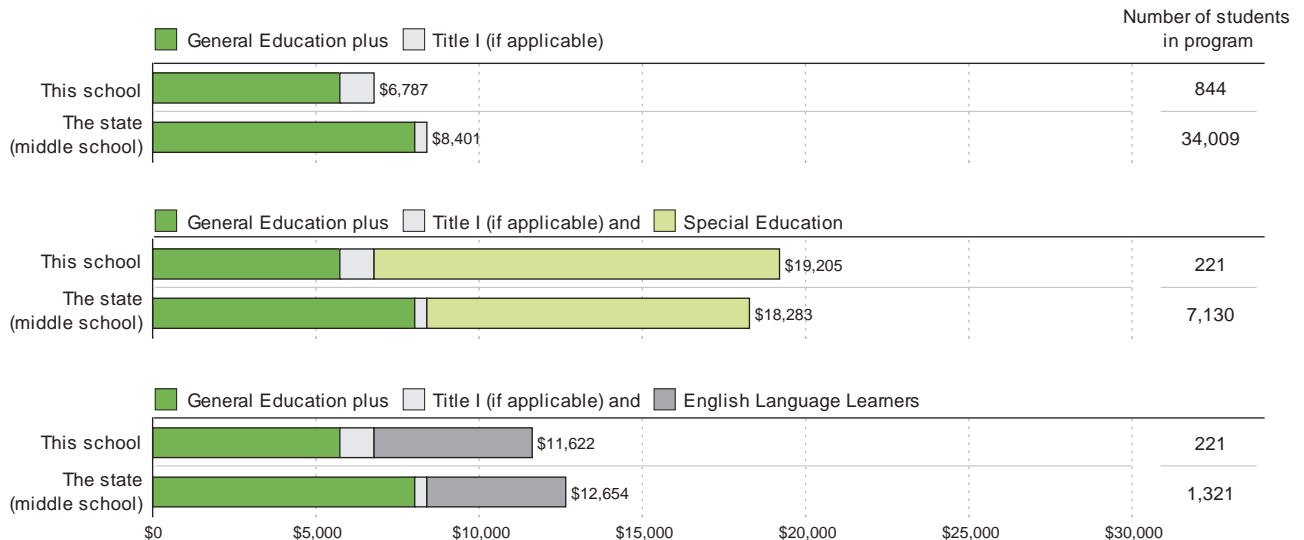 Number of students
in program
General Education plus Title I (if applicable)
This school $6,787 844
The state
(middle school) $8,401 34,009
General Education plus Title I (if applicable) and Special Education
This school $19,205 221
The state
(middle school) $18,283 7,130
General Education plus Title I (if applicable) and English Language Learners
This school $11,622 221
The state
(middle school) $12,654 1,321
$0 $5,000 $10,000 $15,000 $20,000 $25,000 $30,000